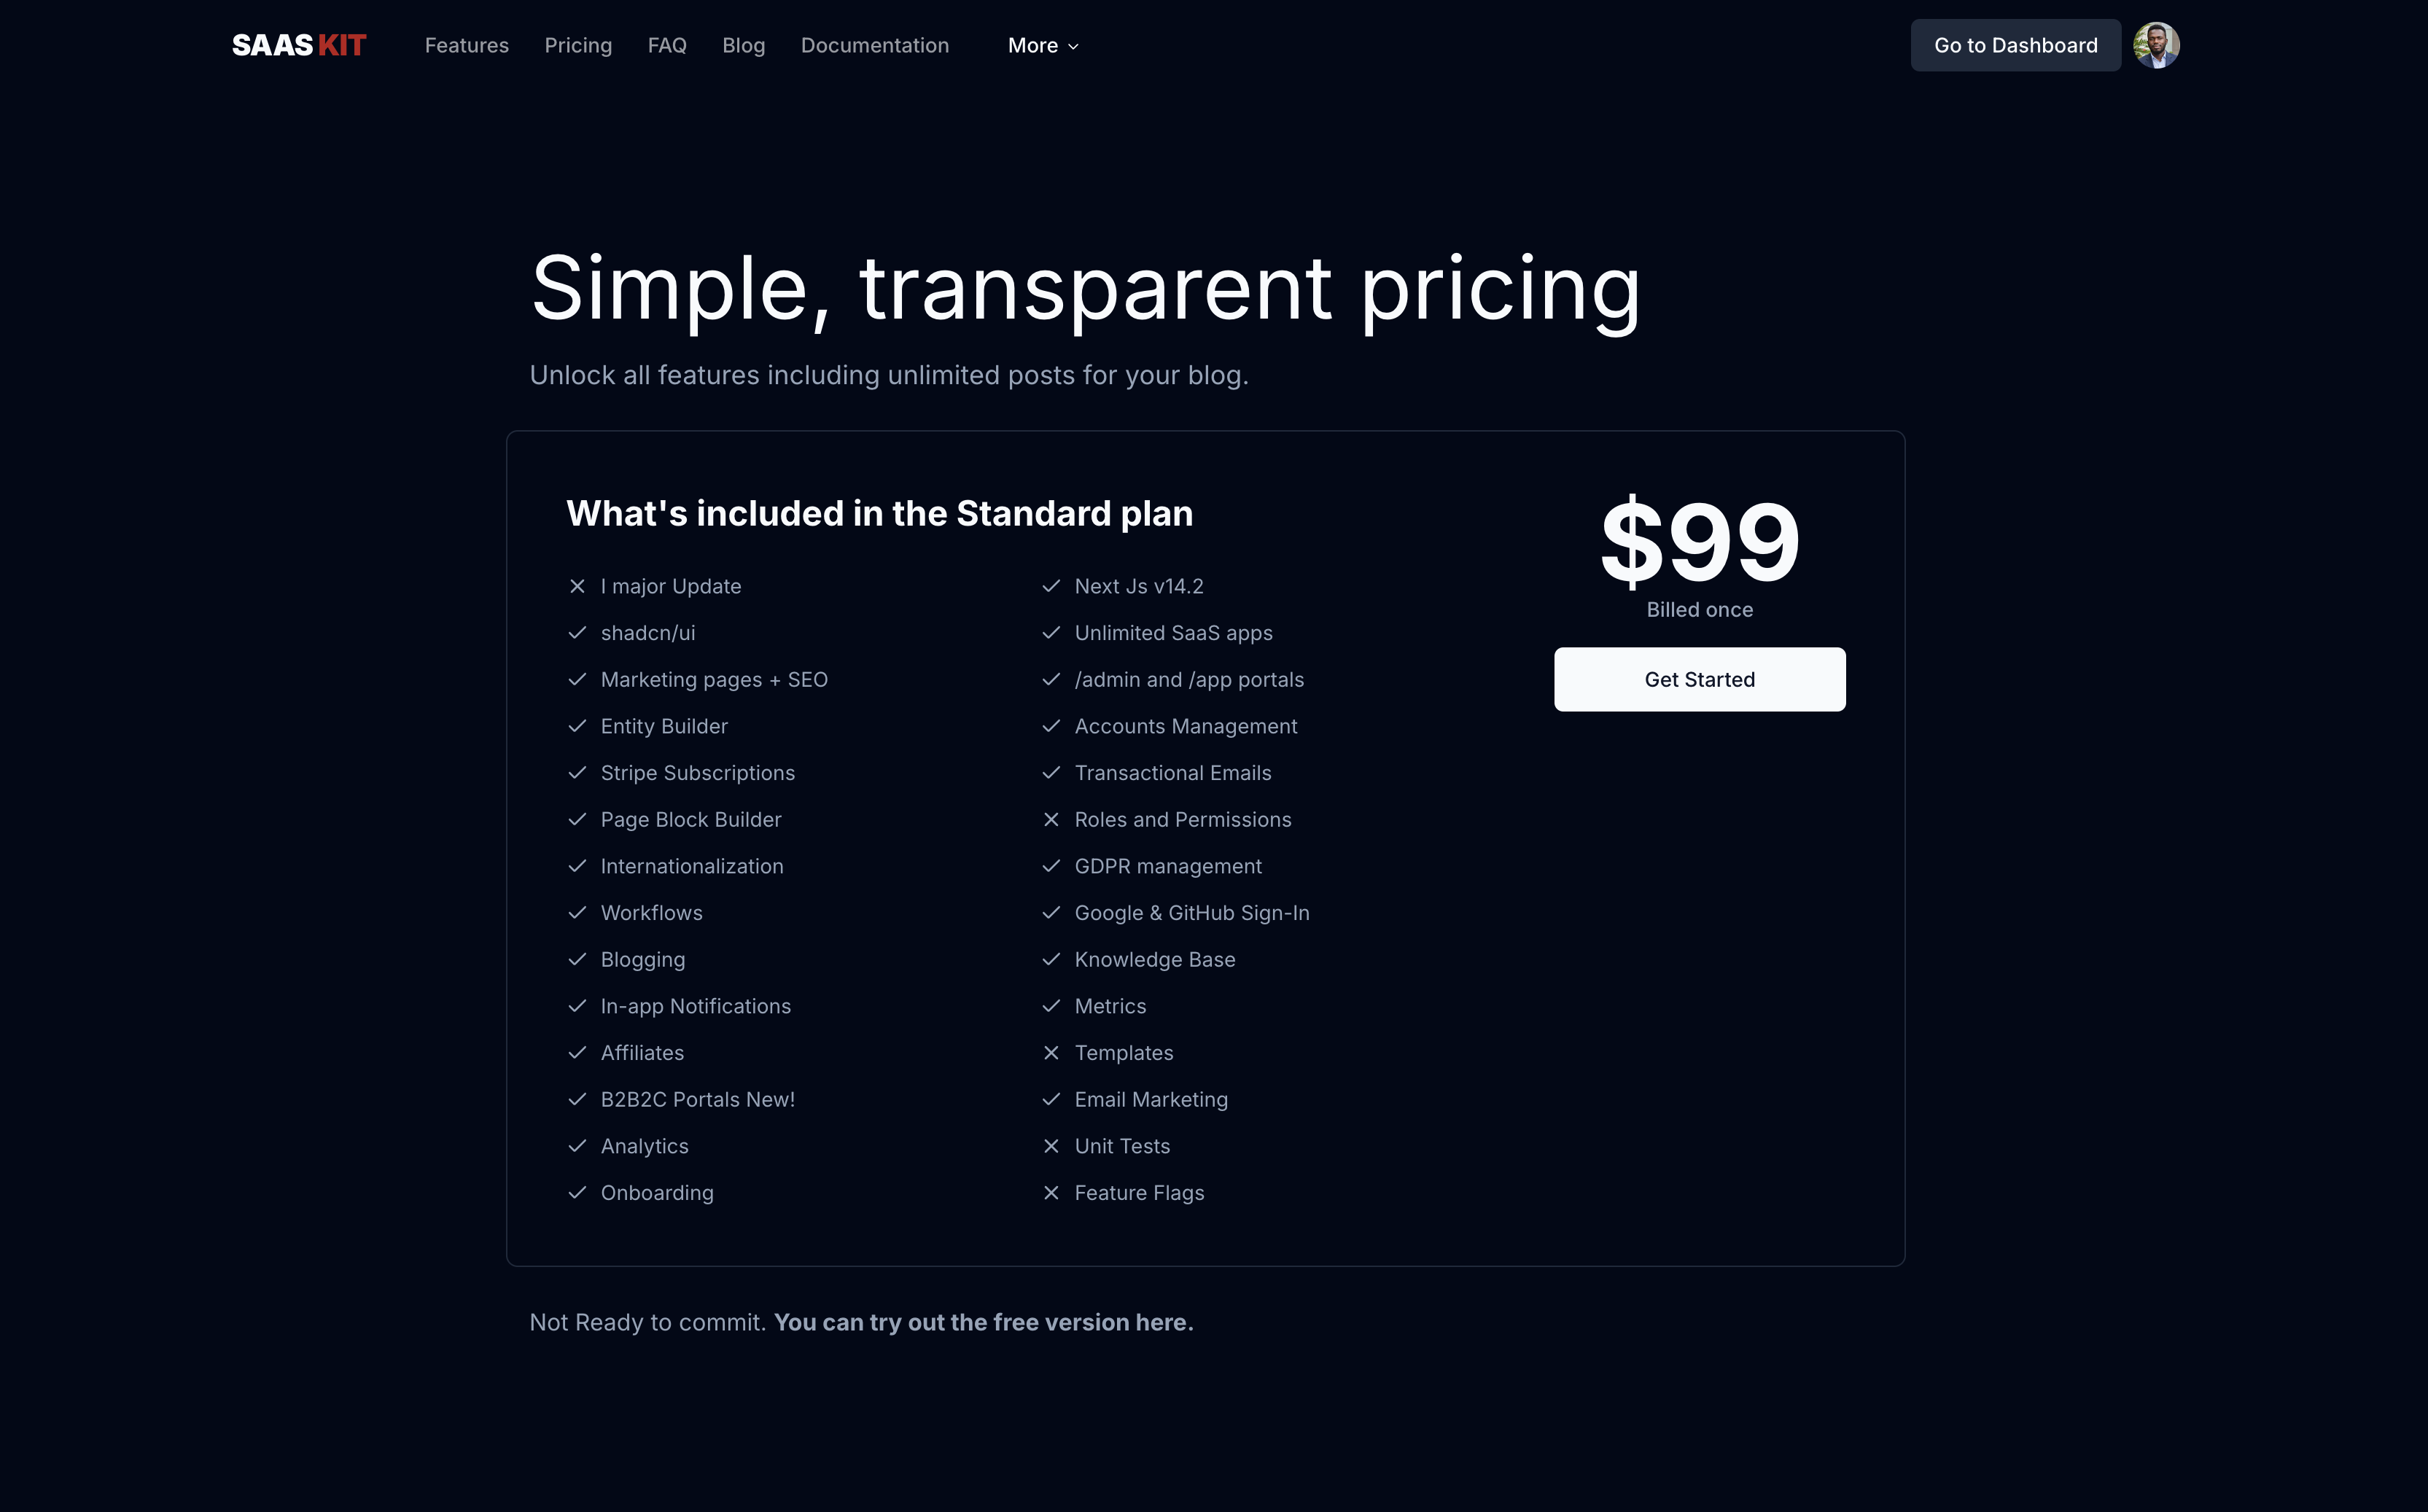 SAAS KIT
Features
Pricing
FAQ
Blog
Documentation
More
Go to Dashboard
Simple, transparent pricing
Unlock all features including unlimited posts for your blog.
What's included in the Standard plan
I major Update
shadcn/ui
Marketing pages + SEO
Entity Builder
Stripe Subscriptions
Page Block Builder
Internationalization
Workflows
Blogging
In-app Notifications
Affiliates
B2B2C Portals New!
Analytics
Onboarding
Next Js v14.2
Unlimited SaaS apps
/admin and /app portals
Accounts Management
Transactional Emails
Roles and Permissions
GDPR management
Google & GitHub Sign-In
Knowledge Base
Metrics
Templates
Email Marketing
Unit Tests
Feature Flags
$99
Billed once
Get Started
Not Ready to commit. You can try out the free version here.